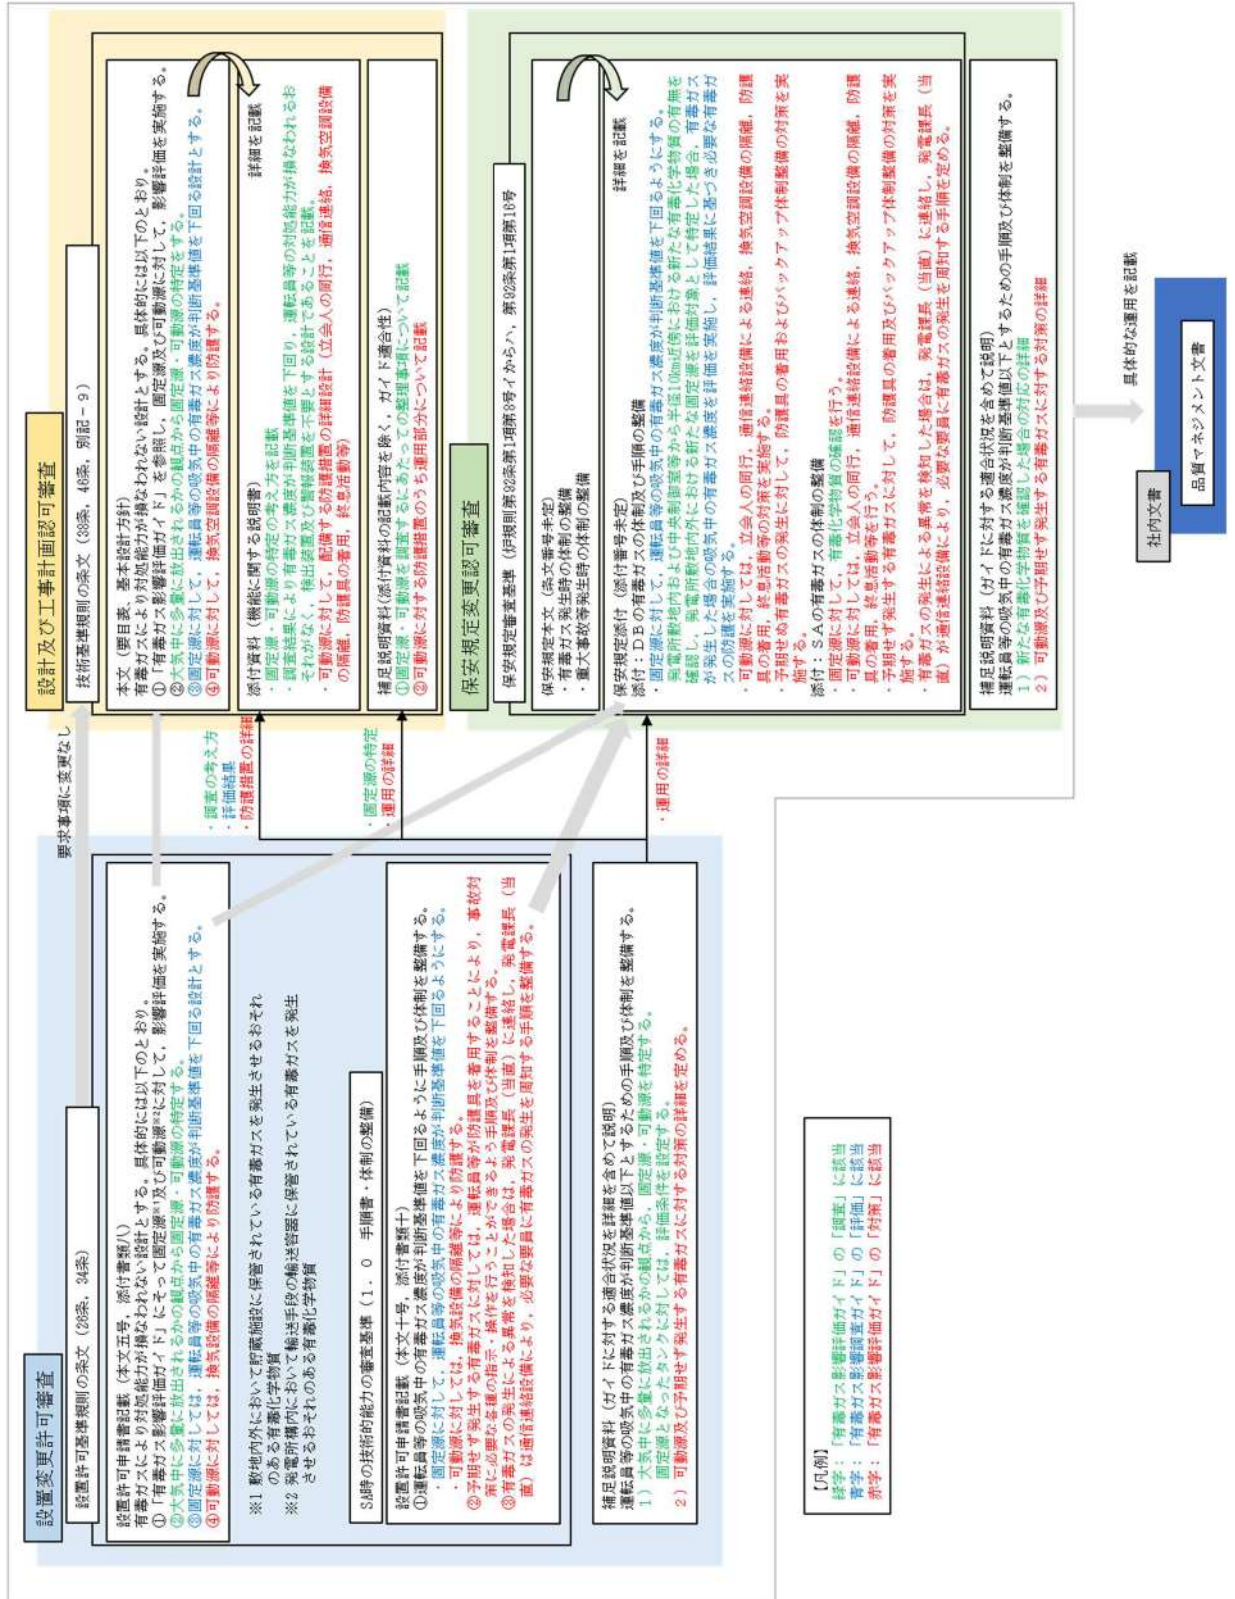 設置変更許可審査
設置許可基準規則の条文（26条，34条）
設置許可申請書記載（本文五号，添付書類八）
有毒ガスにより対処能力が損なわれない設計とする。具体的には以下のとおり。
①「有毒ガス影響評価ガイド」にそって固定源※1及び可動源※2に対して，影響評価を実施する。
②大気中に多量に放出されるかの観点から固定源・可動源の特定する。
③固定源に対しては，運転員等の吸気中の有毒ガス濃度が判断基準値を下回る設計とする。
④可動源に対しては，換気設備の隔離等により防護する。
※1 敷地内外において貯蔵施設に保管されている有毒ガスを発生させるおそれ
のある有毒化学物質
※2 発電所構内において輸送手段の輸送容器に保管されている有毒ガスを発生
させるおそれのある有毒化学物質
SA時の技術的能力の審査基準（1．0　手順書・体制の整備）
設置許可申請書記載（本文十号，添付書類十）
①運転員等の吸気中の有毒ガス濃度が判断基準値を下回るように手順及び体制を整備する。
・固定源に対して，運転員等の吸気中の有毒ガス濃度が判断基準値を下回るようにする。
・可動源に対しては，換気設備の隔離等により防護する。
②予期せず発生する有毒ガスに対しては，運転員等が防護具を着用することにより，事故対
策に必要な各種の指示・操作を行うことができるよう手順及び体制を整備する。
③有毒ガスの発生による異常を検知した場合は，発電課長（当直）に連絡し，発電課長（当
直）は通信連絡設備により，必要な要員に有毒ガスの発生を周知する手順を整備する。
補足説明資料（ガイドに対する適合状況を詳細を含めて説明）
運転員等の吸気中の有毒ガス濃度が判断基準値以下とするための手順及び体制を整備する。
1）大気中に多量に放出されるかの観点から，固定源・可動源を特定する。
固定源となったタンクに対しては，評価条件を設定する。
2）可動源及び予期せず発生する有毒ガスに対する対策の詳細を定める。
【凡例】
緑字：「有毒ガス影響評価ガイド」の「調査」に該当
青字：「有毒ガス影響調査ガイド」の「評価」に該当
赤字：「有毒ガス影響評価ガイド」の「対策」に該当
要求事項に変更なし
・調査の考え方
・評価結果
・防護措置の詳細
・固定源の特定
・運用の詳細
・運用の詳細
設計及び工事計画認可審査
技術基準規則の条文（38条，46条，別記－9）
本文（要目表、基本設計方針）
有毒ガスにより対処能力が損なわれない設計とする。具体的には以下のとおり。
①「有毒ガス影響評価ガイド」を参照し，固定源及び可動源に対して，影響評価を実施する。
②大気中に多量に放出されるかの観点から固定源・可動源の特定をする。
③固定源に対して，運転員等の吸気中の有毒ガス濃度が判断基準値を下回る設計とする。
④可動源に対して，換気空調設備の隔離等により防護する。
詳細を記載
添付資料（機能に関する説明書）
・固定源・可動源の特定の考え方を記載
・調査結果により有毒ガス濃度が判断基準値を下回り，運転員等の対処能力が損なわれるお
それがなく，検出装置及び警報装置を不要とする設計であることを記載。
・可動源に対して，配備する防護措置の詳細設計（立会人の同行，通信連絡，換気空調設備
の隔離，防護具の着用，終息活動等）
補足説明資料(添付資料の記載内容を除く，ガイド適合性)
①固定源・可動源を調査するにあたっての整理事項について記載
②可動源に対する防護措置のうち運用部分について記載
保安規定変更認可審査
保安規定審査基準（炉規則第92条第1項第8号イからハ，第92条第1項第16号
保安規定本文（条文番号未定）
・有毒ガス発生時の体制の整備
・重大事故等発生時の体制の整備
詳細を記載
保安規定添付（添付番号未定）
添付：DBの有毒ガスの体制及び手順の整備
・固定源に対して，運転員等の吸気中の有毒ガス濃度が判断基準値を下回るようにする。
発電所敷地内および中央制御室等から半径10km近傍における新たな有毒化学物質の有無を
確認し，発電所敷地内外における新たな固定源を評価対象として特定した場合，有毒ガス
が発生した場合の吸気中の有毒ガス濃度を評価を実施し，評価結果に基づき必要な有毒ガ
スの防護を実施する。
・可動源に対しては，立会人の同行，通信連絡設備による連絡，換気空調設備の隔離，防護
具の着用，終息活動等の対策を実施する。
・予期せぬ有毒ガスの発生に対して，防護具の着用およびバックアップ体制整備の対策を実
施する。
添付：SAの有毒ガスの体制の整備
・固定源に対して，有毒化学物質の確認を行う。
・可動源に対しては，立会人の同行，通信連絡設備による連絡，換気空調設備の隔離，防護
具の着用，終息活動等を行う。
・予期せず発生する有毒ガスに対して，防護具の着用及びバックアップ体制整備の対策を実
施する。
・有毒ガスの発生による異常を検知した場合は，発電課長（当直）に連絡し，発電課長（当
直）が通信連絡設備により，必要な要員に有毒ガスの発生を周知する手順を定める。
補足説明資料（ガイドに対する適合状況を含めて説明）
運転員等の吸気中の有毒ガス濃度が判断基準値以下とするための手順及び体制を整備する。
1）新たな有毒化学物質を確認した場合の対応の詳細
2）可動源及び予期せず発生する有毒ガスに対する対策の詳細
具体的な運用を記載
社内文書
品質マネジメント文書